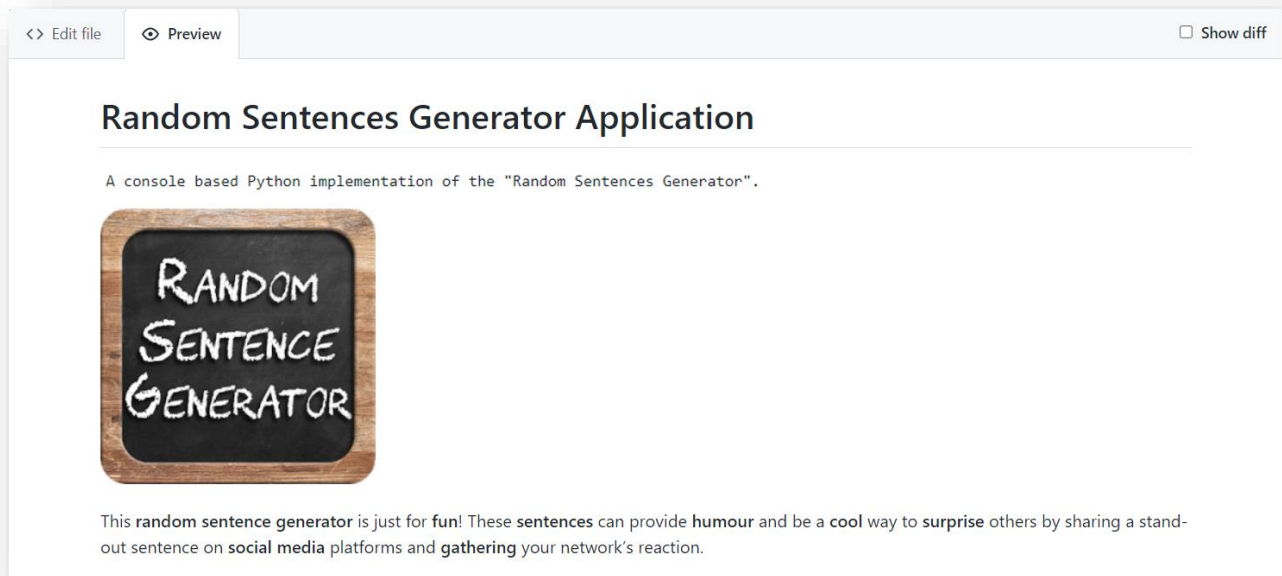 <> Edit file
Preview
Show diff
Random Sentences Generator Application
A console based Python implementation of the "Random Sentences Generator".
RANDOM
SENTENCE
GENERATOR
This random sentence generator is just for fun! These sentences can provide humour and be a cool way to surprise others by sharing a stand-
out sentence on social media platforms and gathering your network’s reaction.